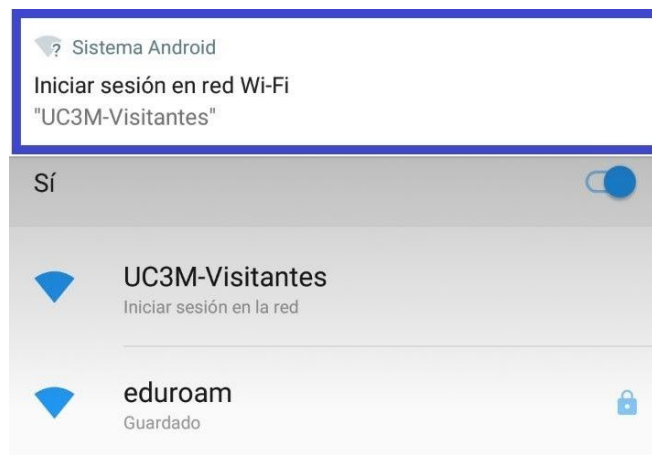 Sistema Android
Iniciar sesión en red Wi-Fi
"UC3M-Visitantes"
Sí
UC3M-Visitantes
Iniciar sesión en la red
eduroam
Guardado